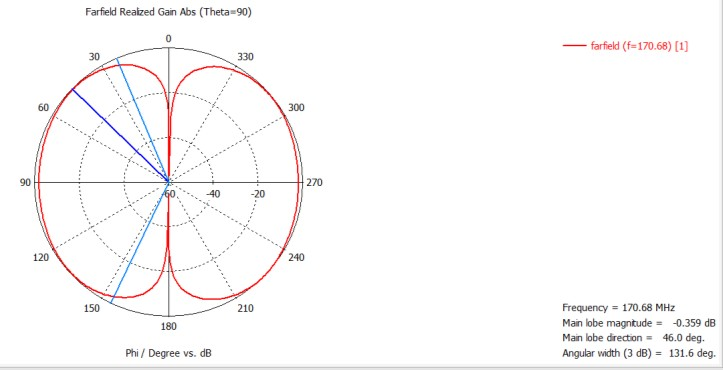 Farfield Realized Gain Abs (Theta=90)
farfield (f=170.68) [1]
0
30
330
60
300
90
-60
-40
-20
270
120
240
150
210
180
Phi / Degree vs. dB
Frequency = 170.68 MHz
Main lobe magnitude = -0.359 dB
Main lobe direction = 46.0 deg.
Angular width (3 dB) = 131.6 deg.